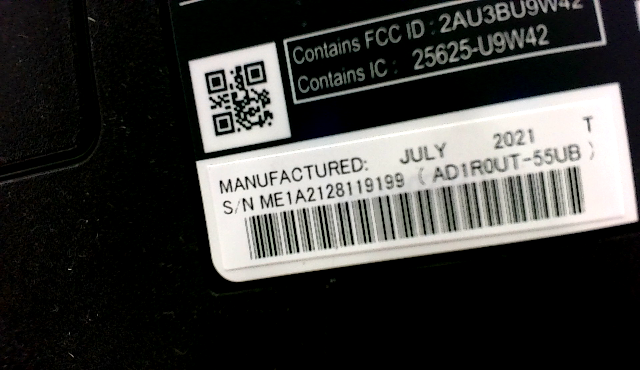 Contains FCC ID : 2AU3BU9W42
Contains IC : 25625-U9W42
MANUFACTURED: JULY 2021 T
S/N ME1A2128119199 ( AD1R0UT-55UB )